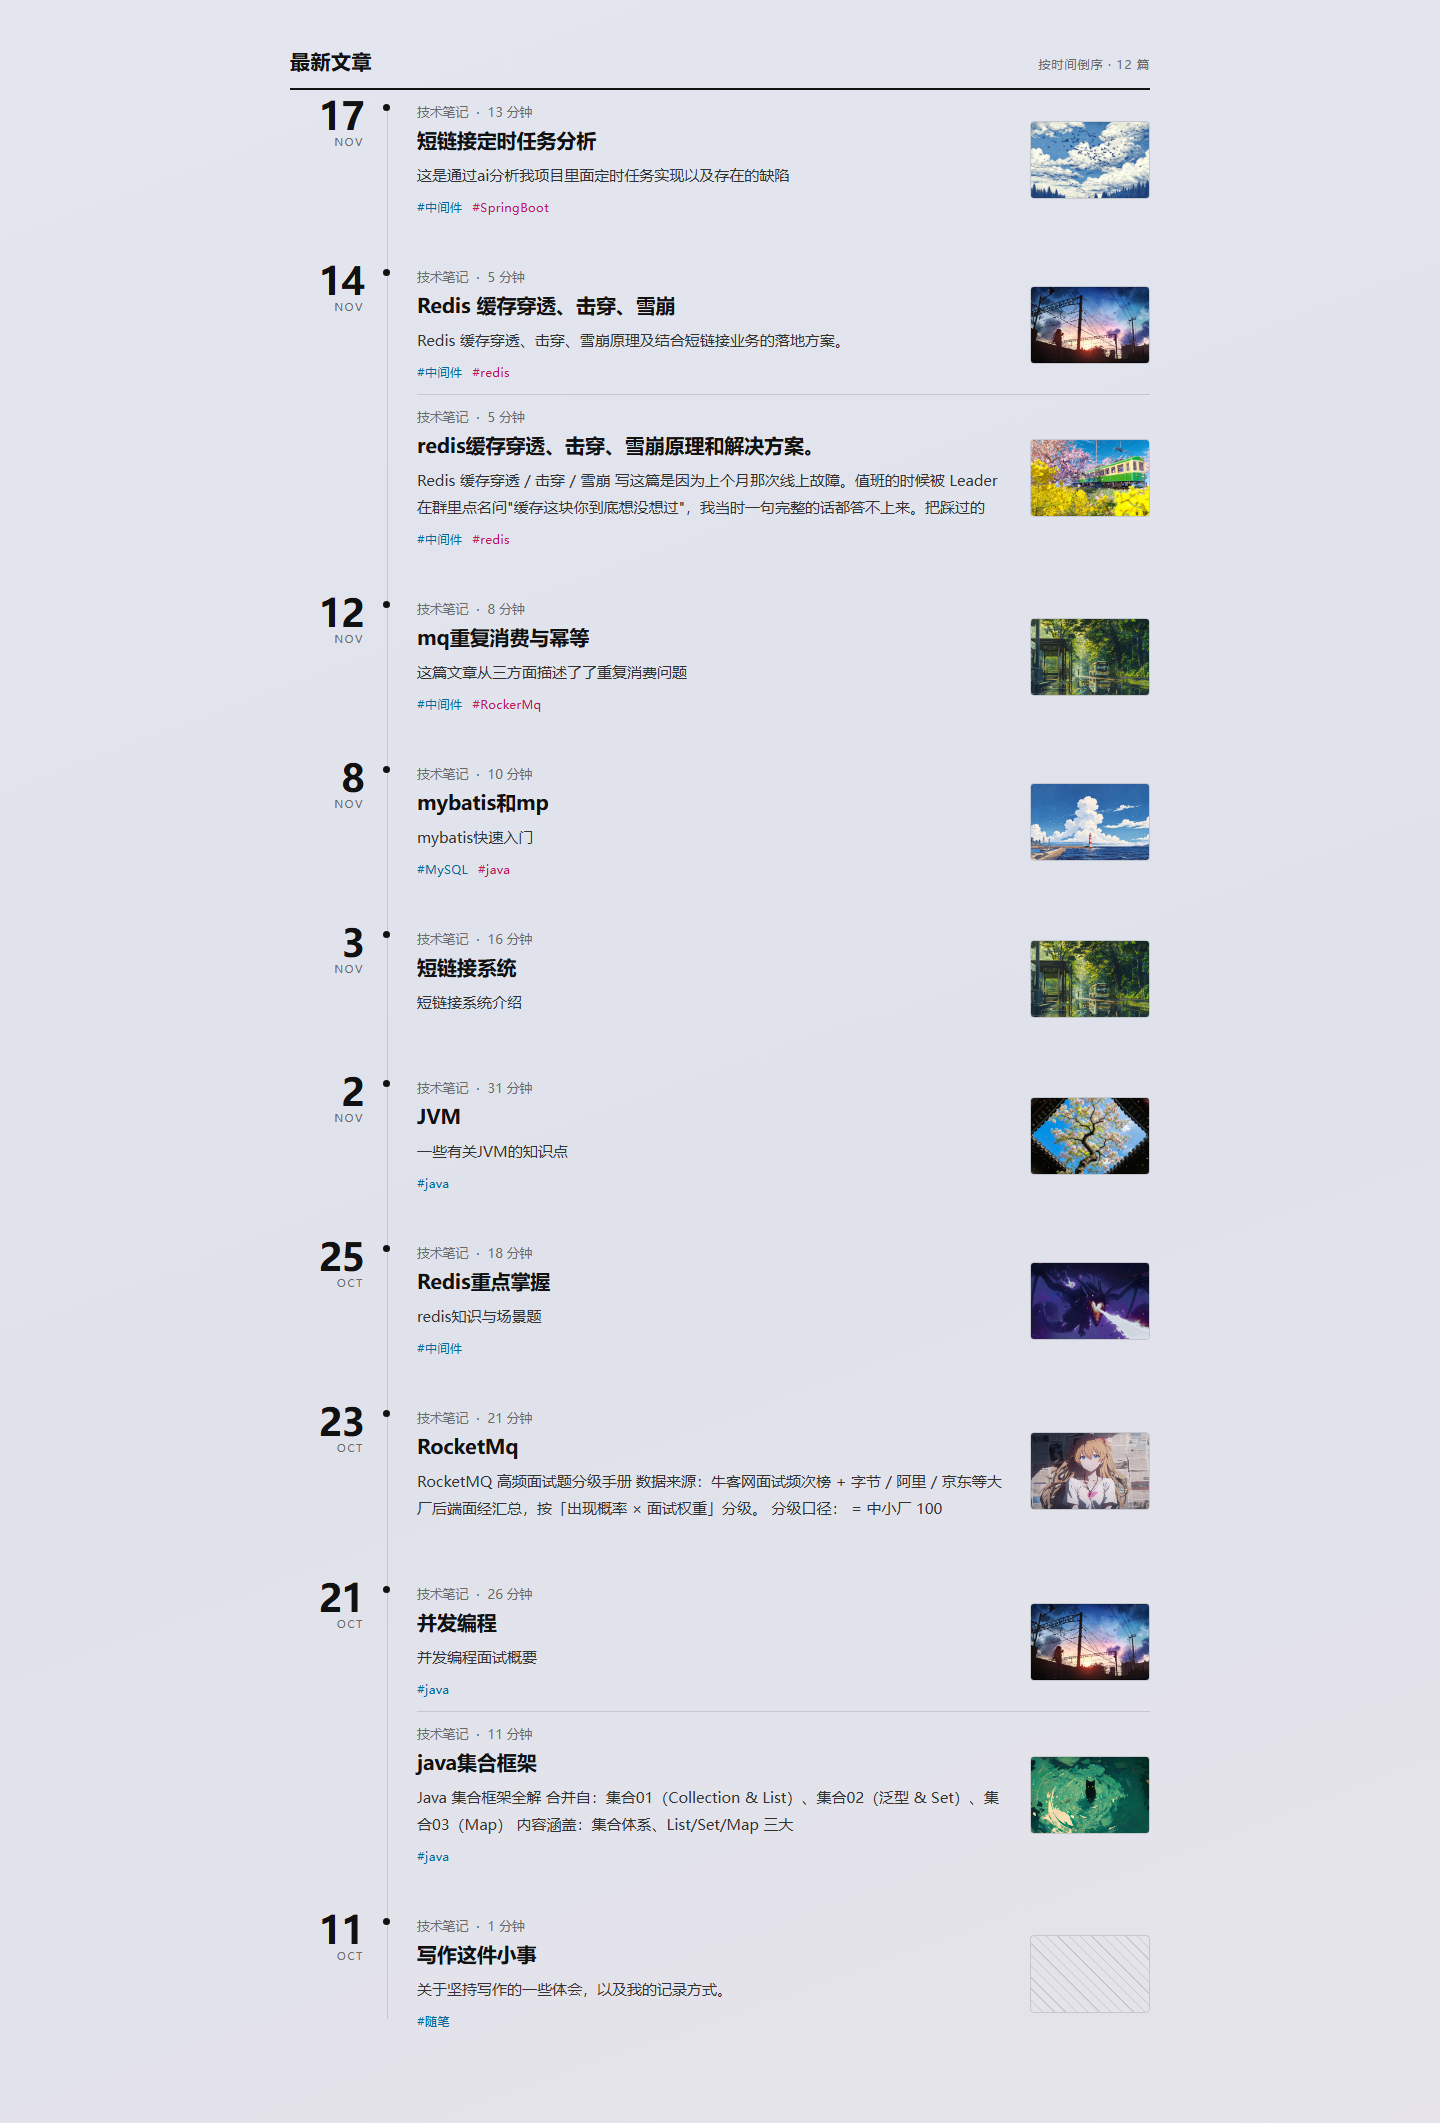 最新文章
按时间倒序 · 12 篇
17
NOV
技术笔记 · 13 分钟
短链接定时任务分析
这是通过ai分析我项目里面定时任务实现以及存在的缺陷
#中间件 #SpringBoot
14
NOV
技术笔记 · 5 分钟
Redis 缓存穿透、击穿、雪崩
Redis 缓存穿透、击穿、雪崩原理及结合短链接业务的落地方案。
#中间件 #redis
技术笔记 · 5 分钟
redis缓存穿透、击穿、雪崩原理和解决方案。
Redis 缓存穿透 / 击穿 / 雪崩 写这篇是因为上个月那次线上故障。值班的时候被 Leader
在群里点名问"缓存这块你到底想没想过"，我当时一句完整的话都答不上来。把踩过的
#中间件 #redis
12
NOV
技术笔记 · 8 分钟
mq重复消费与幂等
这篇文章从三方面描述了了重复消费问题
#中间件 #RockerMq
8
NOV
技术笔记 · 10 分钟
mybatis和mp
mybatis快速入门
#MySQL #java
3
NOV
技术笔记 · 16 分钟
短链接系统
短链接系统介绍
2
NOV
技术笔记 · 31 分钟
JVM
一些有关JVM的知识点
#java
25
OCT
技术笔记 · 18 分钟
Redis重点掌握
redis知识与场景题
#中间件
23
OCT
技术笔记 · 21 分钟
RocketMq
RocketMQ 高频面试题分级手册 数据来源：牛客网面试频次榜 + 字节 / 阿里 / 京东等大
厂后端面经汇总，按「出现概率 × 面试权重」分级。 分级口径： = 中小厂 100
21
OCT
技术笔记 · 26 分钟
并发编程
并发编程面试概要
#java
技术笔记 · 11 分钟
java集合框架
Java 集合框架全解 合并自：集合01（Collection & List）、集合02（泛型 & Set）、集
合03（Map） 内容涵盖：集合体系、List/Set/Map 三大
#java
11
OCT
技术笔记 · 1 分钟
写作这件小事
关于坚持写作的一些体会，以及我的记录方式。
#随笔